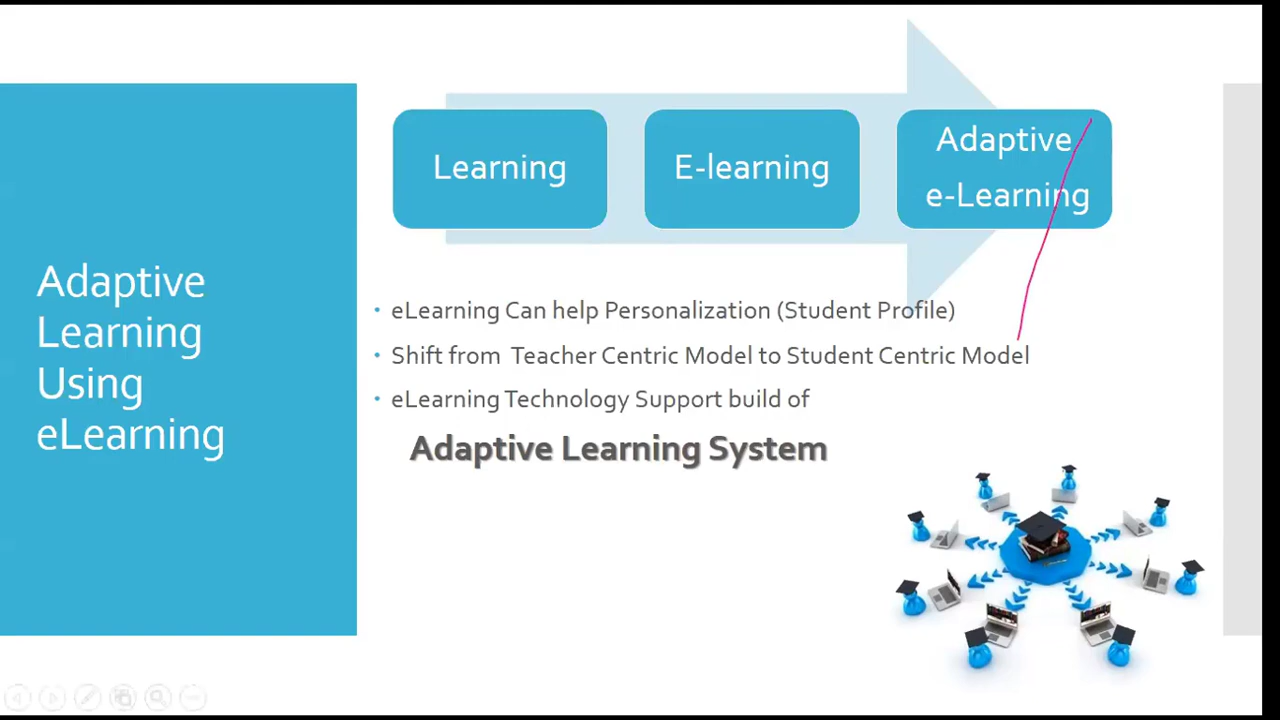 Adaptive
Learning
Using
eLearning
Learning
E-learning
Adaptive
e-Learning
• eLearning Can help Personalization (Student Profile)
• Shift from Teacher Centric Model to Student Centric Model
• eLearning Technology Support build of
Adaptive Learning System